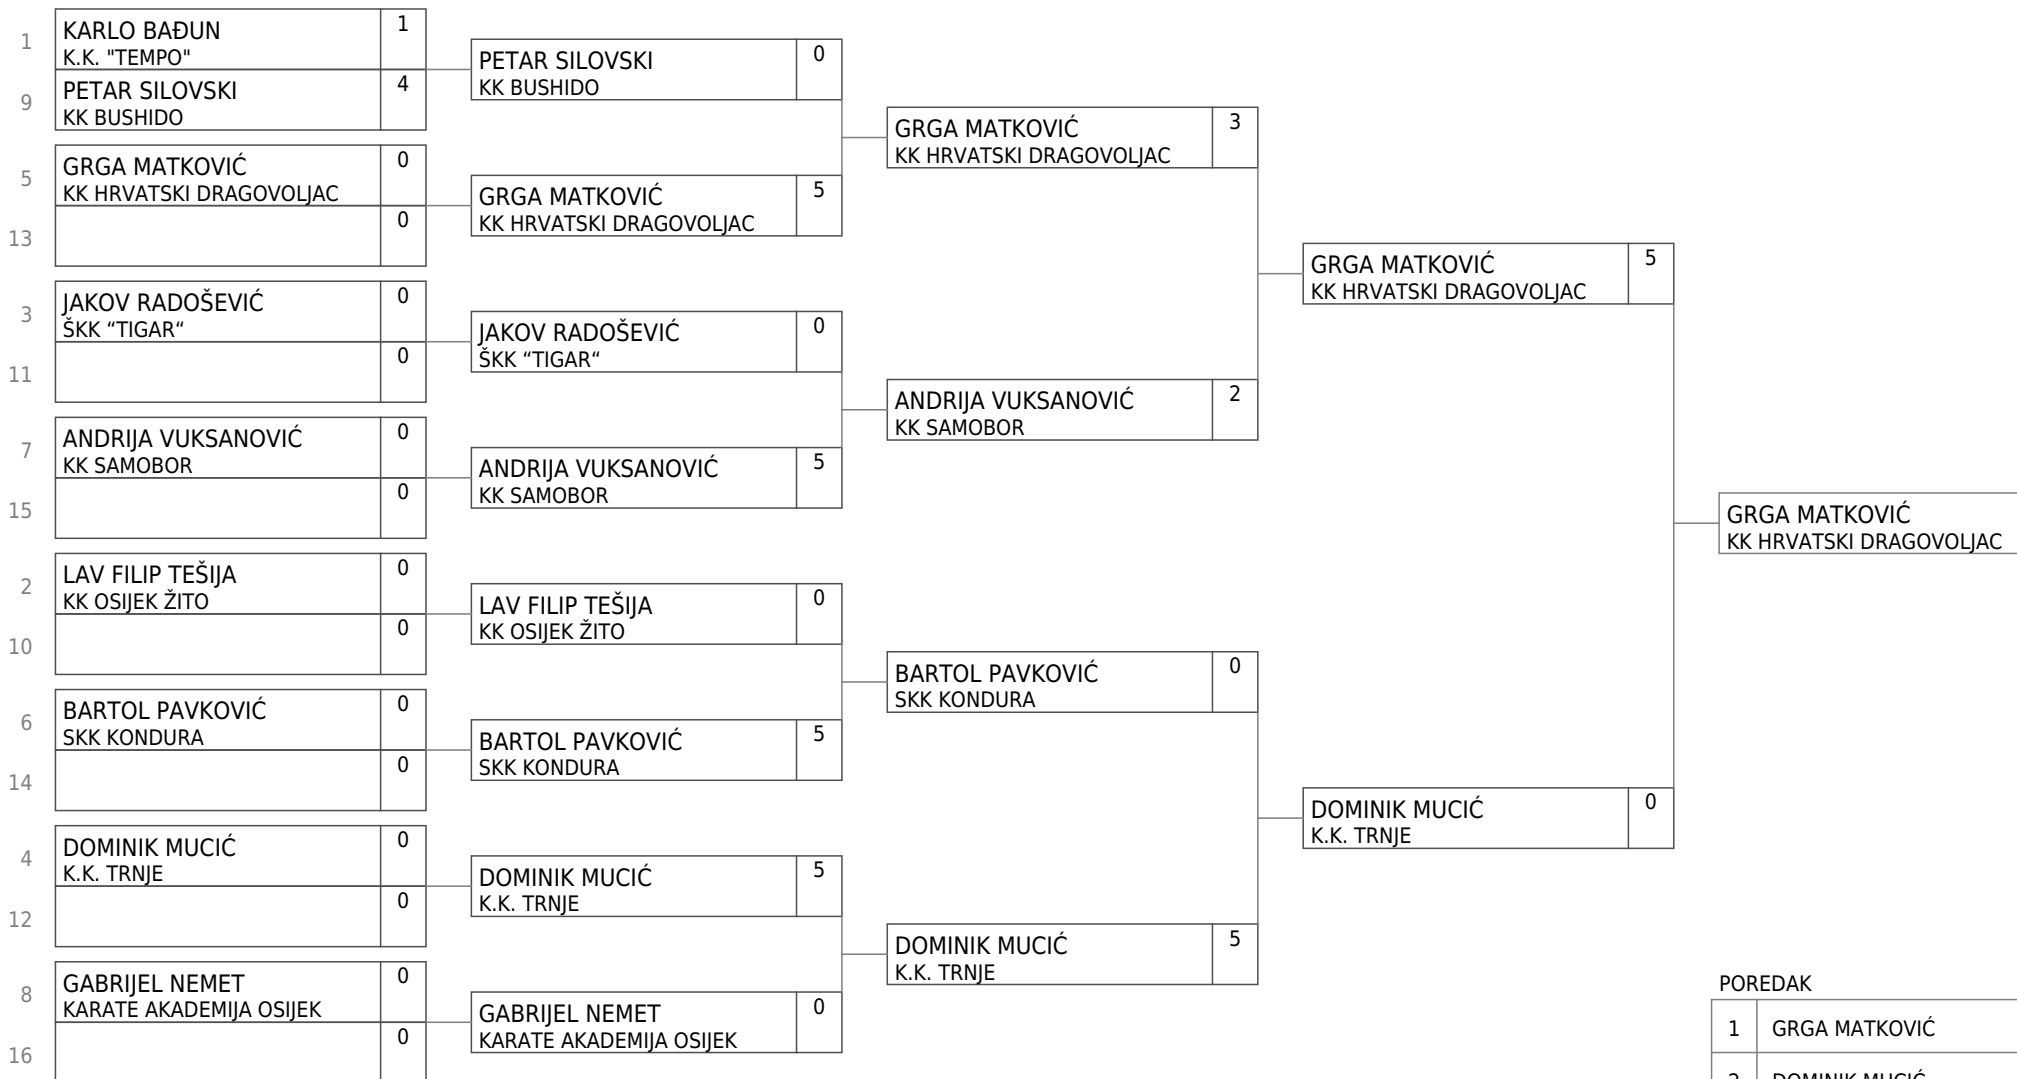 1
KARLO BAĐUN
K.K. "TEMPO"
1
9
PETAR SILOVSKI
KK BUSHIDO
4
5
GRGA MATKOVIĆ
KK HRVATSKI DRAGOVOLJAC
0
13
0
3
JAKOV RADOŠEVIĆ
ŠKK “TIGAR“
0
11
0
7
ANDRIJA VUKSANOVIĆ
KK SAMOBOR
0
15
0
2
LAV FILIP TEŠIJA
KK OSIJEK ŽITO
0
10
0
6
BARTOL PAVKOVIĆ
SKK KONDURA
0
14
0
4
DOMINIK MUCIĆ
K.K. TRNJE
0
12
0
8
GABRIJEL NEMET
KARATE AKADEMIJA OSIJEK
0
16
0
PETAR SILOVSKI
KK BUSHIDO
0
GRGA MATKOVIĆ
KK HRVATSKI DRAGOVOLJAC
5
JAKOV RADOŠEVIĆ
ŠKK “TIGAR“
0
ANDRIJA VUKSANOVIĆ
KK SAMOBOR
5
LAV FILIP TEŠIJA
KK OSIJEK ŽITO
0
BARTOL PAVKOVIĆ
SKK KONDURA
5
DOMINIK MUCIĆ
K.K. TRNJE
5
GABRIJEL NEMET
KARATE AKADEMIJA OSIJEK
0
GRGA MATKOVIĆ
KK HRVATSKI DRAGOVOLJAC
3
ANDRIJA VUKSANOVIĆ
KK SAMOBOR
2
BARTOL PAVKOVIĆ
SKK KONDURA
0
DOMINIK MUCIĆ
K.K. TRNJE
5
GRGA MATKOVIĆ
KK HRVATSKI DRAGOVOLJAC
5
DOMINIK MUCIĆ
K.K. TRNJE
0
GRGA MATKOVIĆ
KK HRVATSKI DRAGOVOLJAC
POREDAK
1 GRGA MATKOVIĆ
2 DOMINIK MUCIĆ